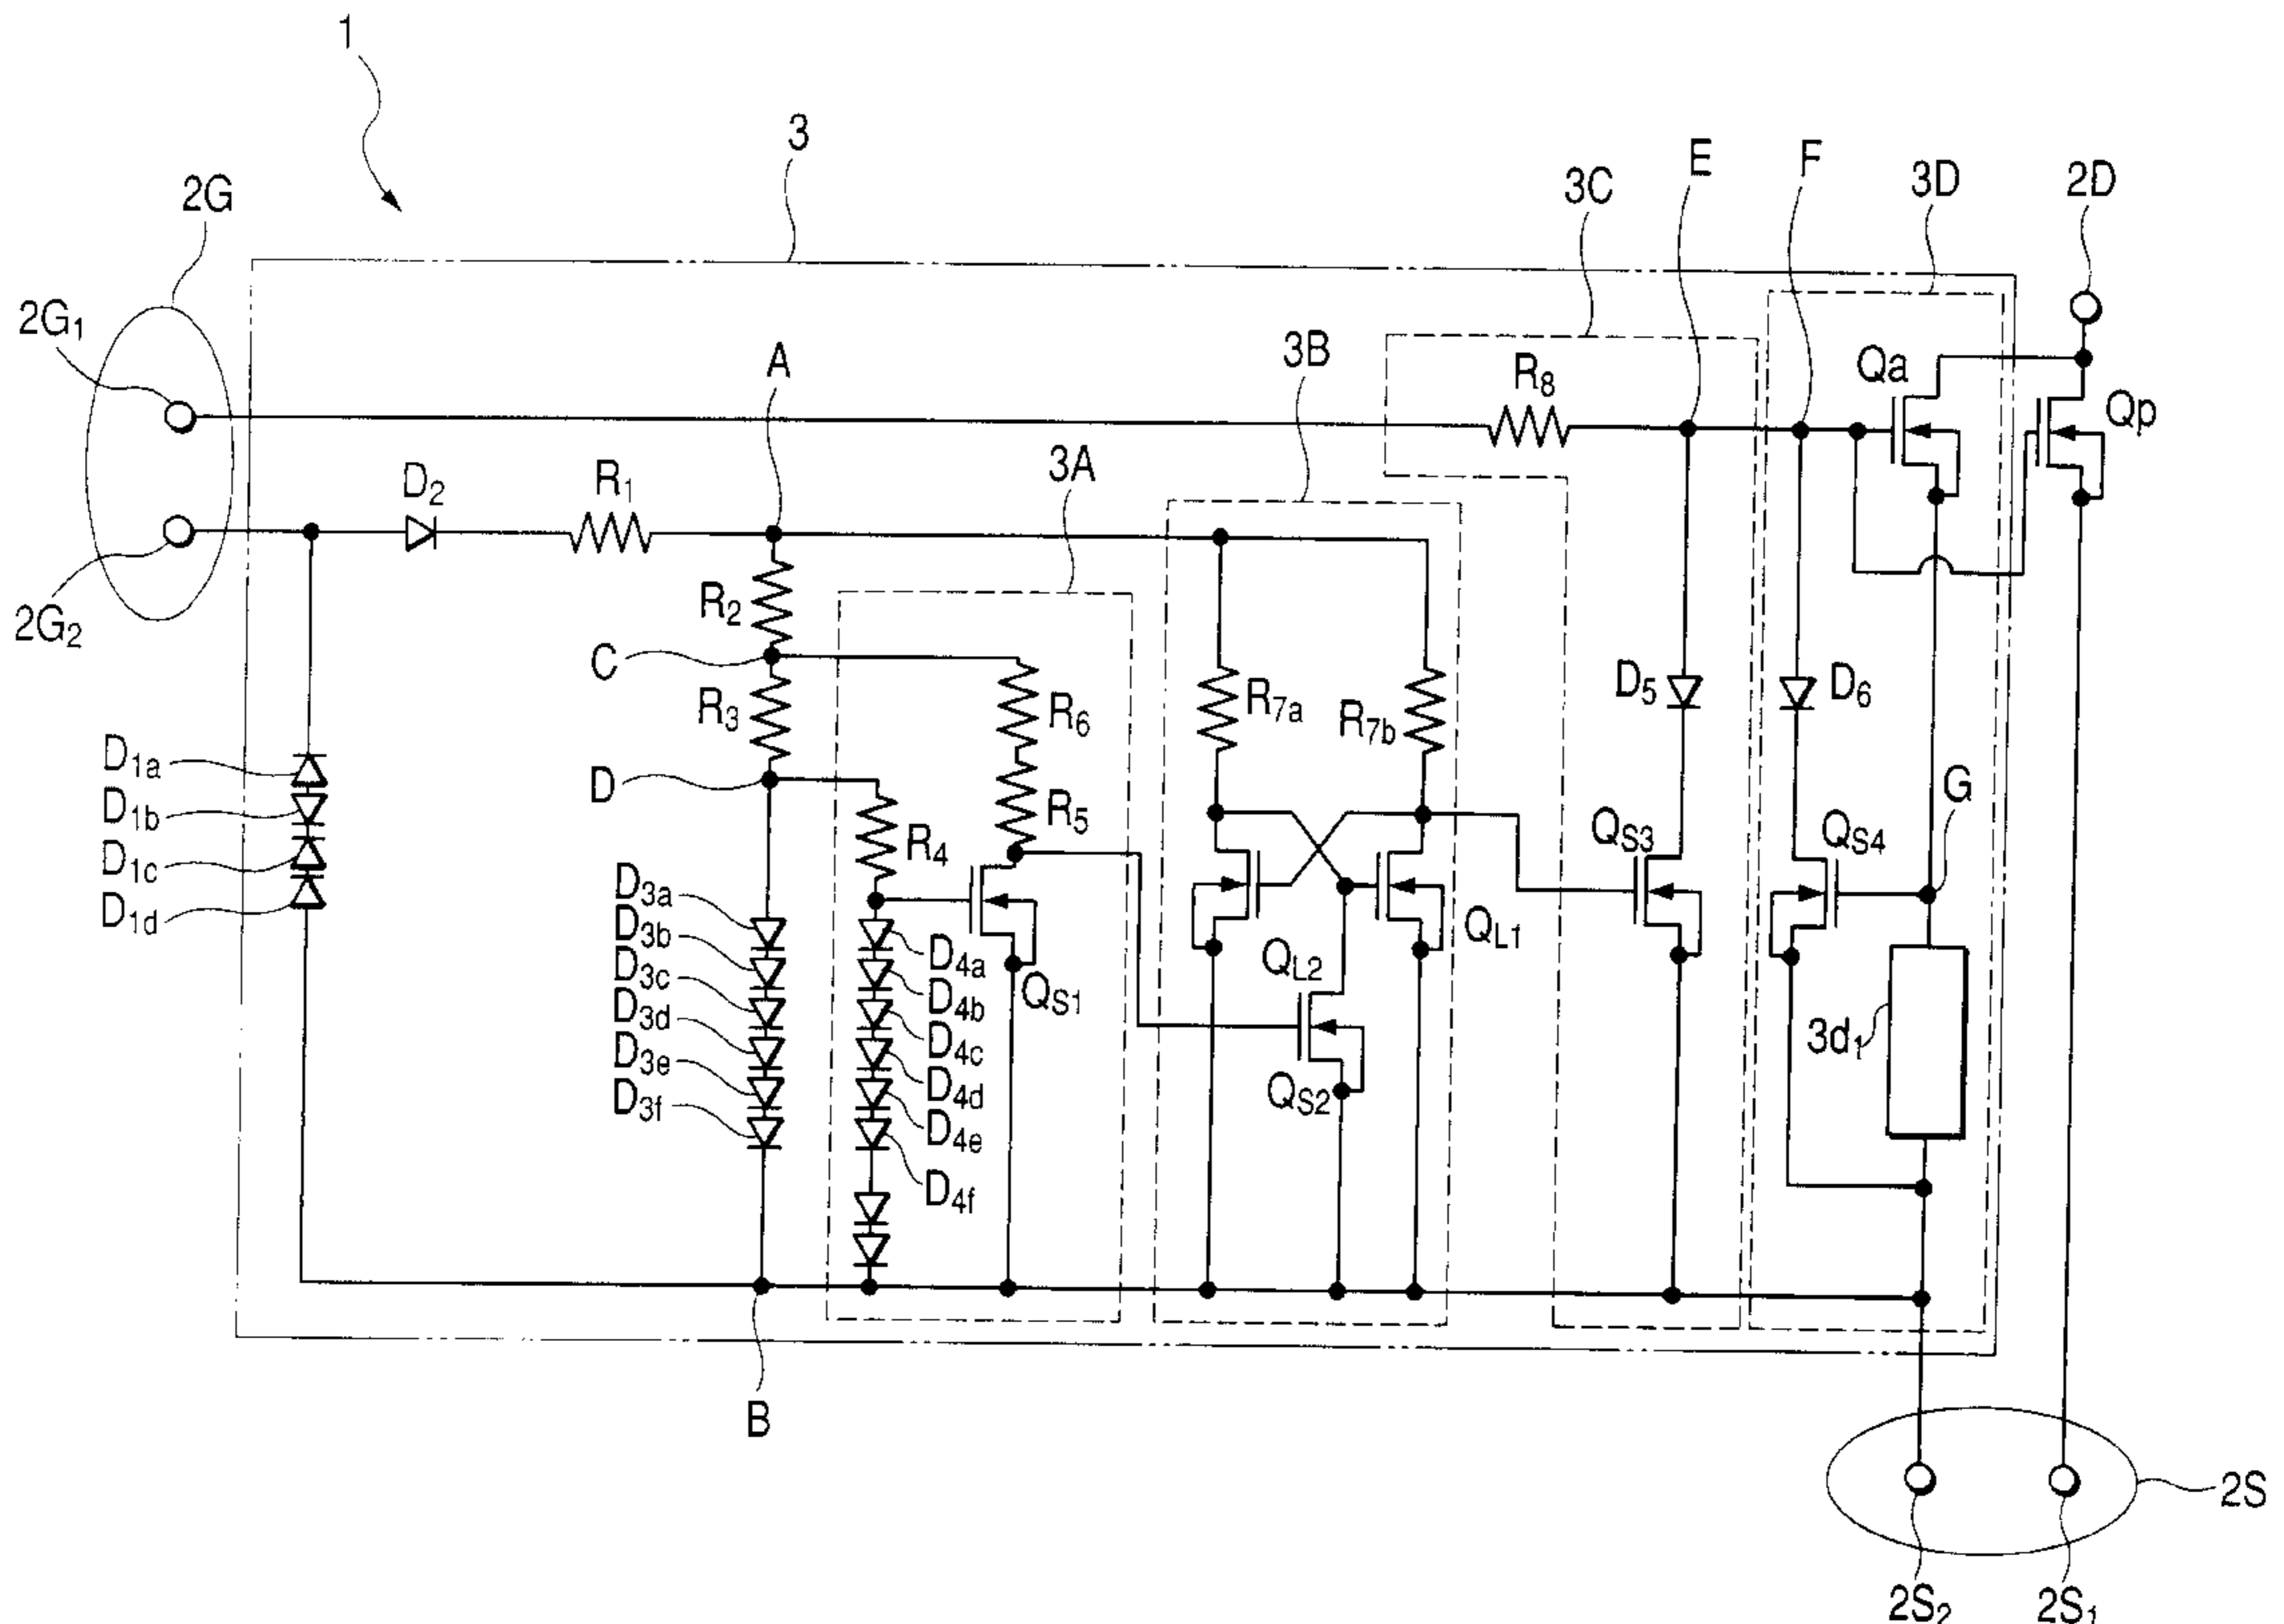 1
3
E
F
3C
3D
2D
2G
2G1
3B
A
R8
Qa
Qp
3A
D2
R1
2G2
R2
C
R3
R6
R7a
R7b
D5
D6
D1a
D1b
D1c
D1d
D
R5
R4
G
QS3
QS4
D3a
D3b
D3c
D3d
D3e
D3f
D4a
D4b
D4c
D4d
D4e
D4f
QS1
QL2
QL1
QS2
3d1
B
2S
2S2
2S1